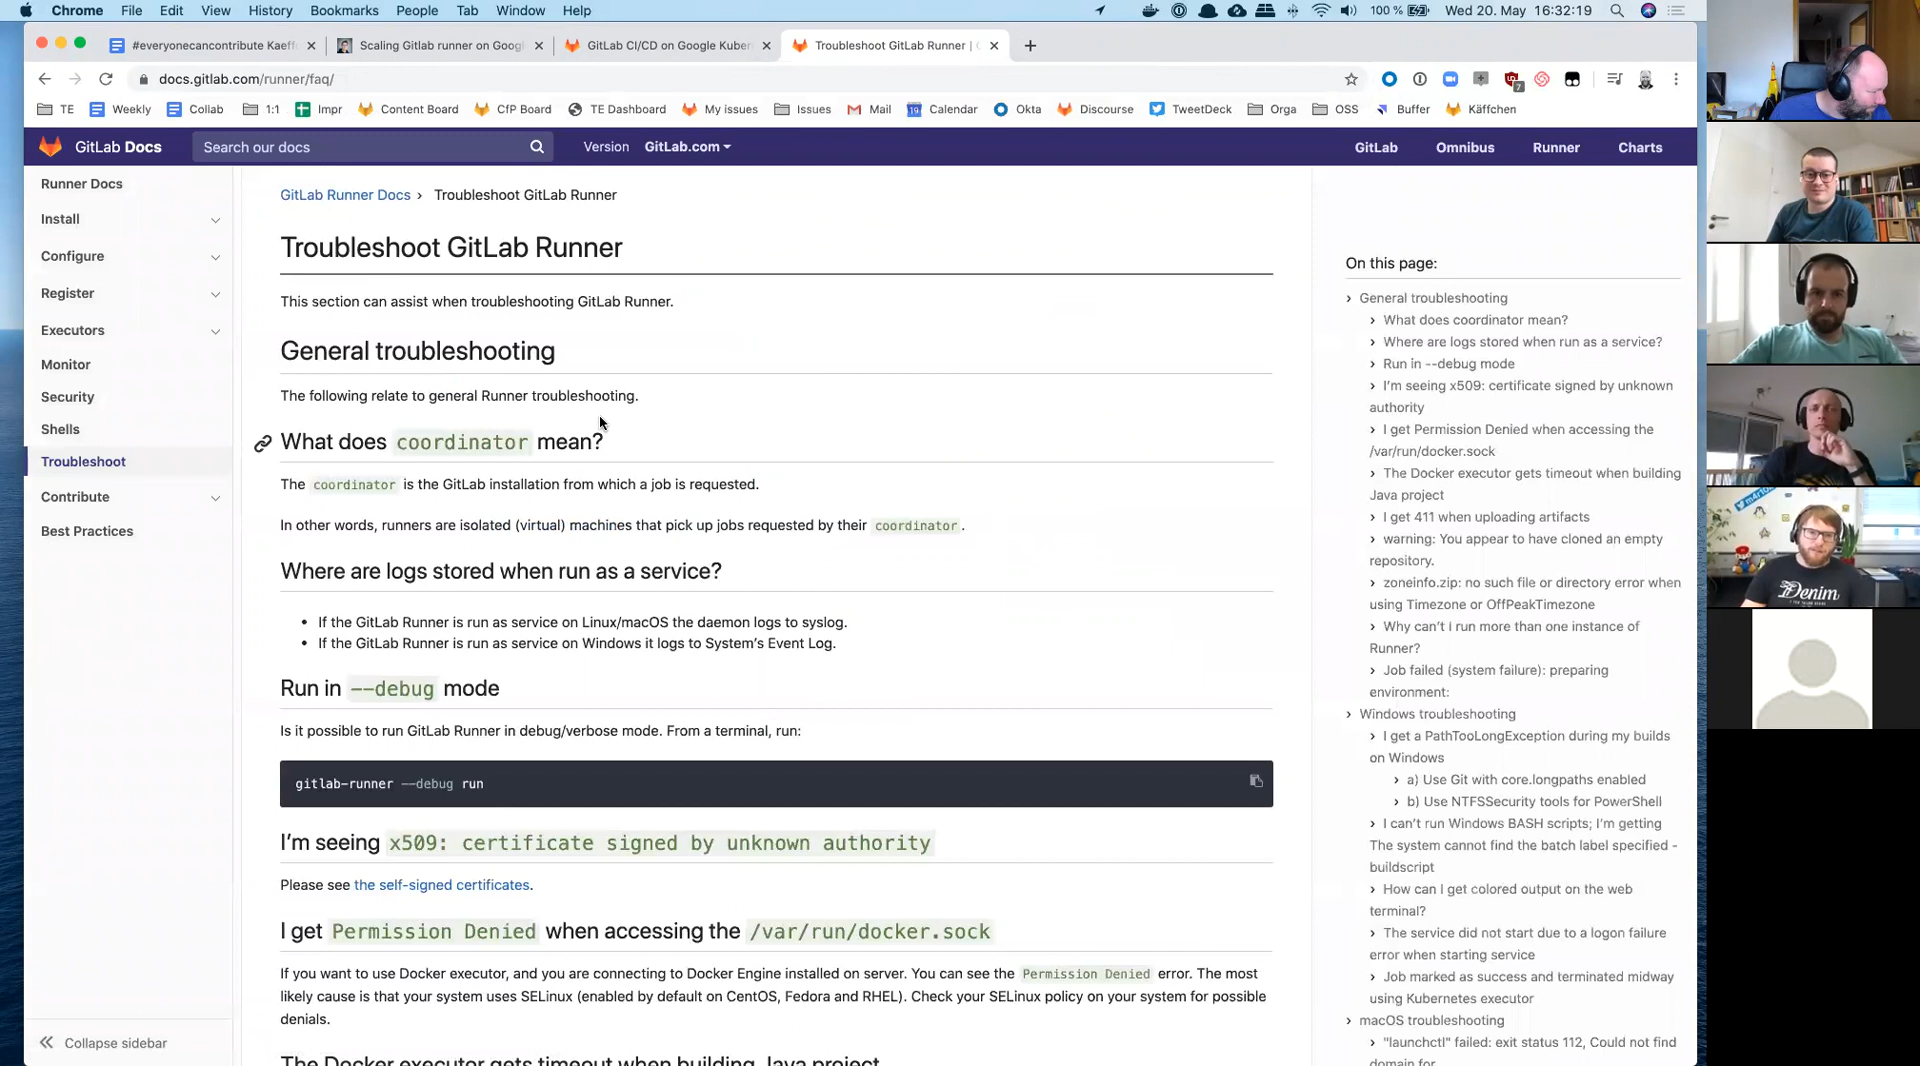 Chrome File Edit View History Bookmarks People Tab Window Help 100 % Wed 20. May 16:32:19
#everyonecancontribute Kaeff
Scaling Gitlab runner on Goog
GitLab CI/CD on Google Kuber
Troubleshoot GitLab Runner |
docs.gitlab.com/runner/faq/
7
TE Weekly Collab 1:1 Impr Content Board CfP Board TE Dashboard My issues Issues Mail Calendar Okta Discourse TweetDeck Orga OSS Buffer Käffchen
GitLab Docs Search our docs Version GitLab.com GitLab Omnibus Runner Charts
Runner Docs
Install
Configure
Register
Executors
Monitor
Security
Shells
Troubleshoot
Contribute
Best Practices
Collapse sidebar
GitLab Runner Docs › Troubleshoot GitLab Runner
Troubleshoot GitLab Runner
This section can assist when troubleshooting GitLab Runner.
General troubleshooting
The following relate to general Runner troubleshooting.
What does coordinator mean?
The coordinator is the GitLab installation from which a job is requested.
In other words, runners are isolated (virtual) machines that pick up jobs requested by their coordinator.
Where are logs stored when run as a service?
• If the GitLab Runner is run as service on Linux/macOS the daemon logs to syslog.
• If the GitLab Runner is run as service on Windows it logs to System's Event Log.
Run in --debug mode
Is it possible to run GitLab Runner in debug/verbose mode. From a terminal, run:
gitlab-runner --debug run
I'm seeing x509: certificate signed by unknown authority
Please see the self-signed certificates.
I get Permission Denied when accessing the /var/run/docker.sock
If you want to use Docker executor, and you are connecting to Docker Engine installed on server. You can see the Permission Denied error. The most
likely cause is that your system uses SELinux (enabled by default on CentOS, Fedora and RHEL). Check your SELinux policy on your system for possible
denials.
The Docker executor gets timeout when building Java project
On this page:
› General troubleshooting
› What does coordinator mean?
› Where are logs stored when run as a service?
› Run in --debug mode
› I'm seeing x509: certificate signed by unknown
authority
› I get Permission Denied when accessing the
/var/run/docker.sock
› The Docker executor gets timeout when building
Java project
› I get 411 when uploading artifacts
› warning: You appear to have cloned an empty
repository.
› zoneinfo.zip: no such file or directory error when
using Timezone or OffPeakTimezone
› Why can't i run more than one instance of
Runner?
› Job failed (system failure): preparing
environment:
› Windows troubleshooting
› I get a PathTooLongException during my builds
on Windows
› a) Use Git with core.longpaths enabled
› b) Use NTFSSecurity tools for PowerShell
› I can't run Windows BASH scripts; I'm getting
The system cannot find the batch label specified -
buildscript
› How can I get colored output on the web
terminal?
› The service did not start due to a logon failure
error when starting service
› Job marked as success and terminated midway
using Kubernetes executor
› macOS troubleshooting
› "launchctl" failed: exit status 112, Could not find
domain for
Denim